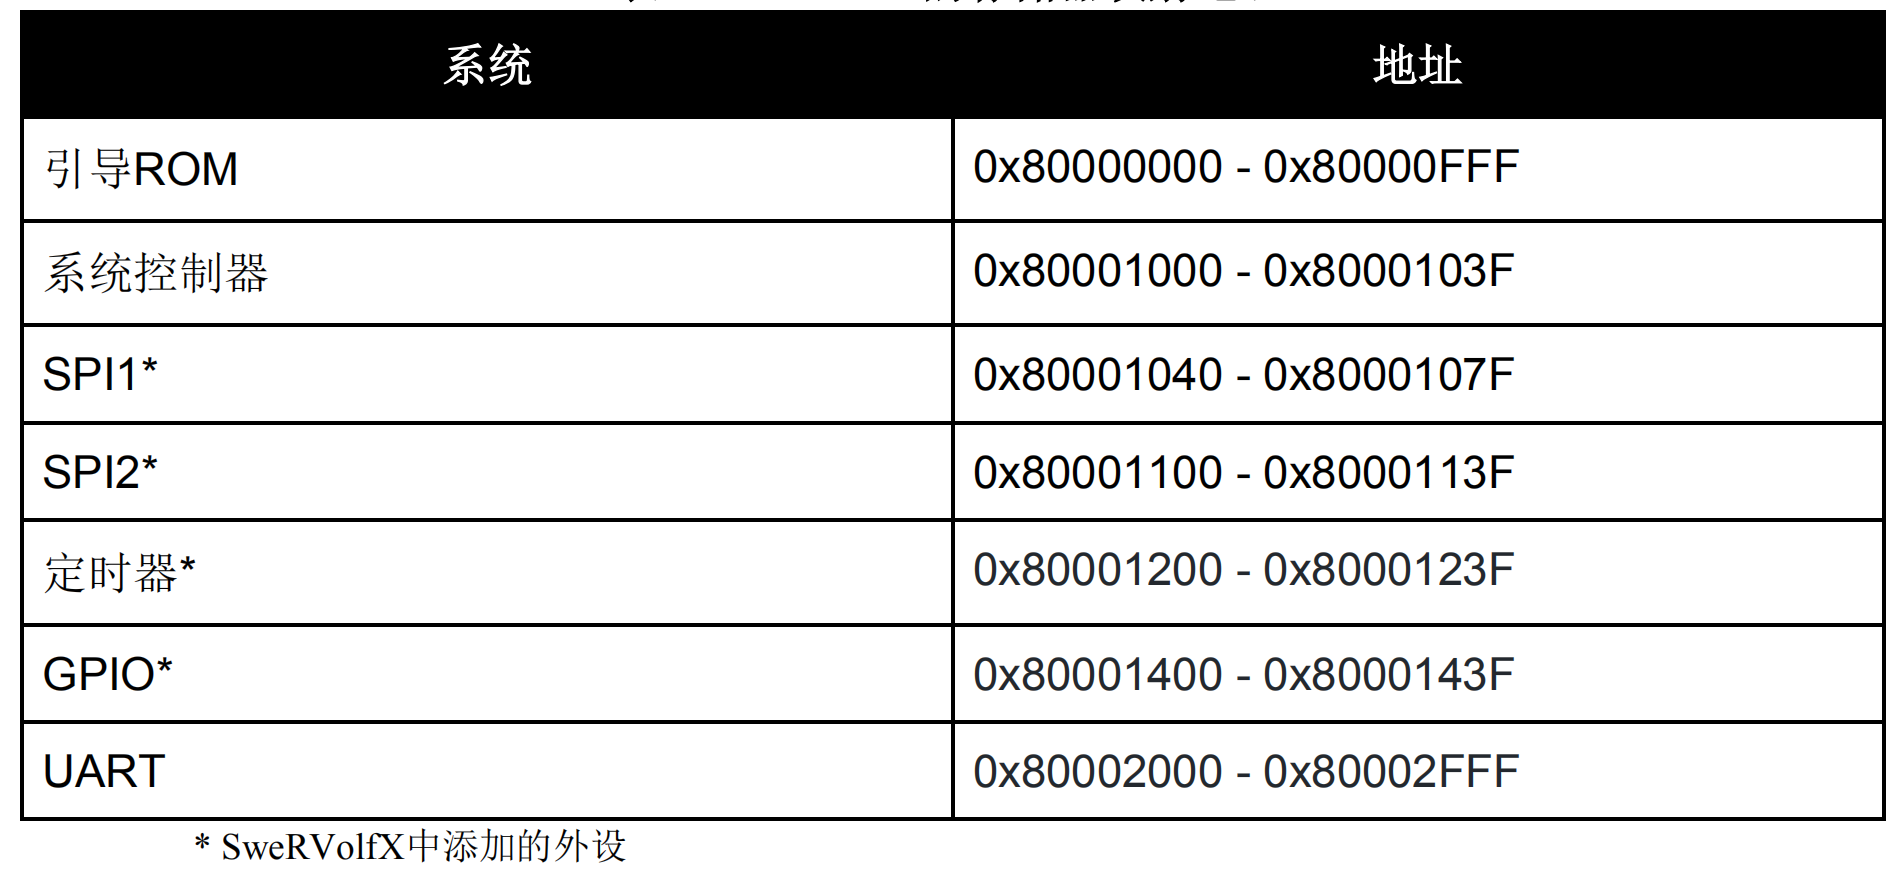 系统 地址
引导ROM 0x80000000 - 0x80000FFF
系统控制器 0x80001000 - 0x8000103F
SPI1* 0x80001040 - 0x8000107F
SPI2* 0x80001100 - 0x8000113F
定时器* 0x80001200 - 0x8000123F
GPIO* 0x80001400 - 0x8000143F
UART 0x80002000 - 0x80002FFF
* SweRVolfX中添加的外设